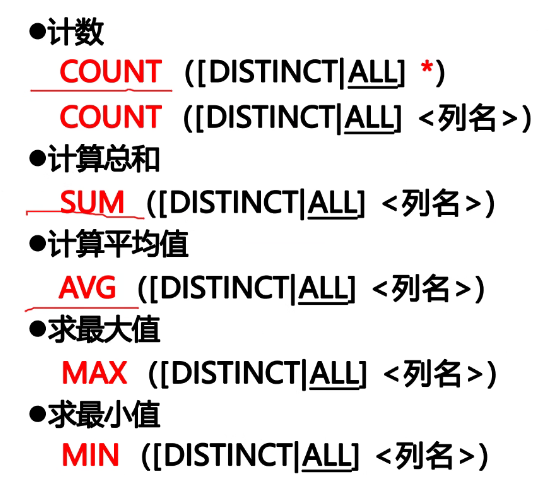 ●计数
COUNT ([DISTINCT|ALL] *)
COUNT ([DISTINCT|ALL] <列名>)
●计算总和
SUM ([DISTINCT|ALL] <列名>)
●计算平均值
AVG ([DISTINCT|ALL] <列名>)
●求最大值
MAX ([DISTINCT|ALL] <列名>)
●求最小值
MIN ([DISTINCT|ALL] <列名>)